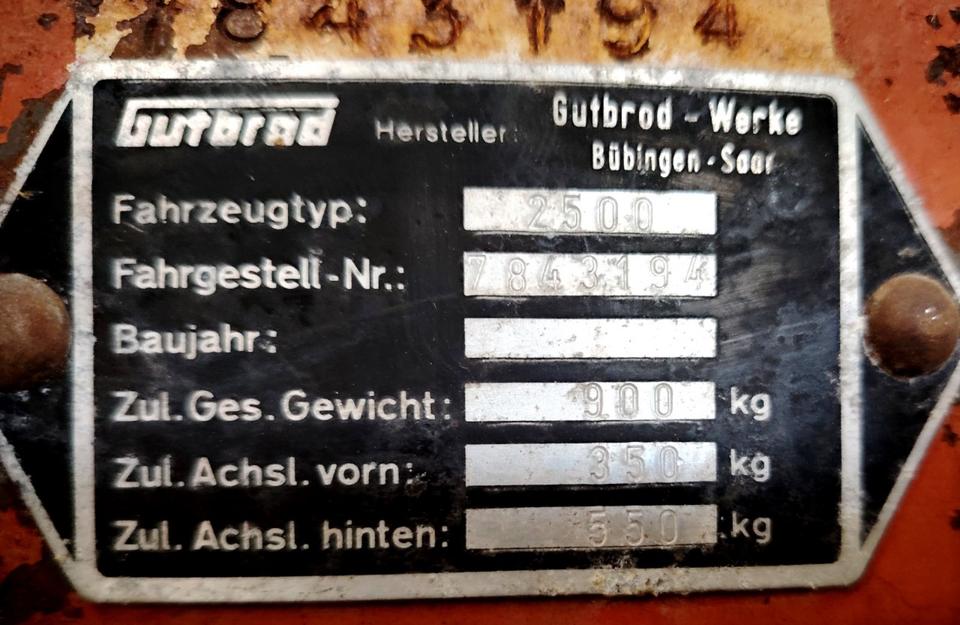 7843194
Gutbrod Hersteller: Gutbrod - Werke
Bübingen - Saar
Fahrzeugtyp: 2500
Fahrgestell-Nr.: 7843194
Baujahr:
Zul. Ges. Gewicht: 900 kg
Zul. Achsl. vorn: 350 kg
Zul. Achsl. hinten: 550 kg